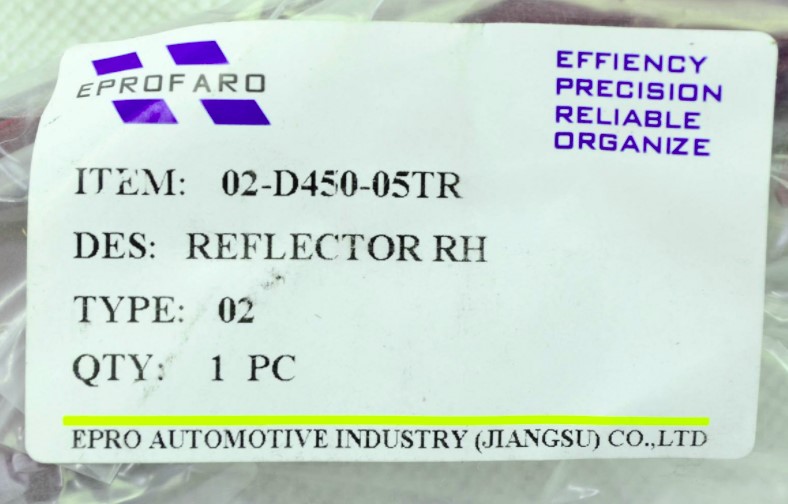 EPROFARO
EFFIENCY
PRECISION
RELIABLE
ORGANIZE
ITEM: 02-D450-05TR
DES: REFLECTOR RH
TYPE: 02
QTY: 1 PC
EPRO AUTOMOTIVE INDUSTRY (JIANGSU) CO.,LTD